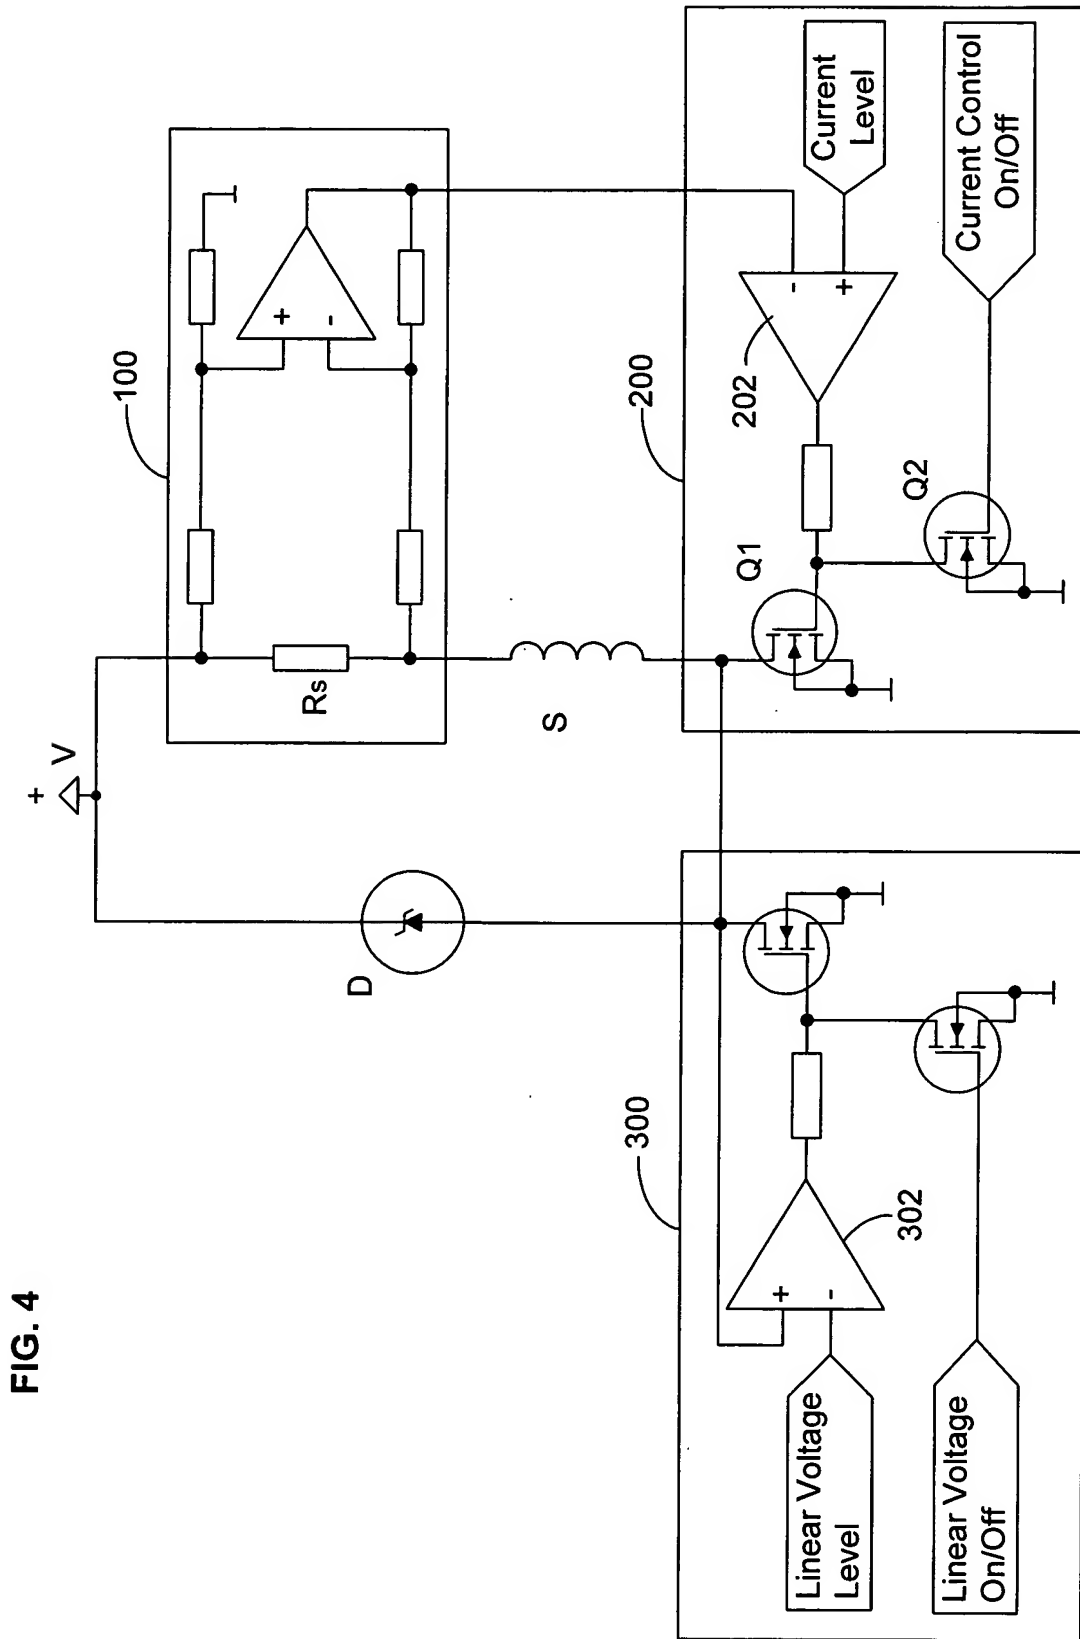 FIG. 4
+
V
D
100
Rs
+
-
S
200
Q1
202
-
+
Current
Level
Q2
Current Control
On/Off
300
302
+
-
Linear Voltage
Level
Linear Voltage
On/Off